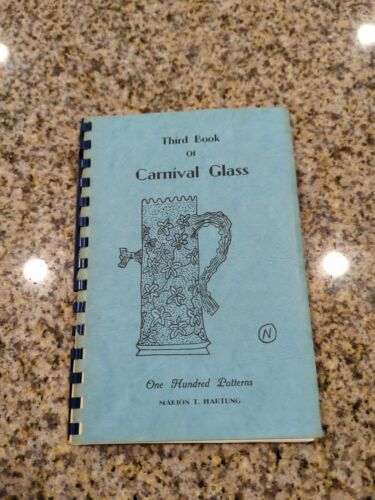 Third Book
Of
Carnival Glass
N
One Hundred Patterns
MARION T. HARTUNG